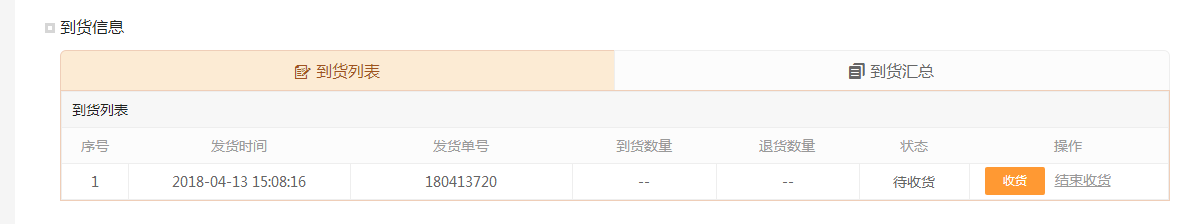 到货信息
到货列表 到货汇总
到货列表
序号 发货时间 发货单号 到货数量 退货数量 状态 操作
1 2018-04-13 15:08:16 180413720 -- -- 待收货 收货 结束收货